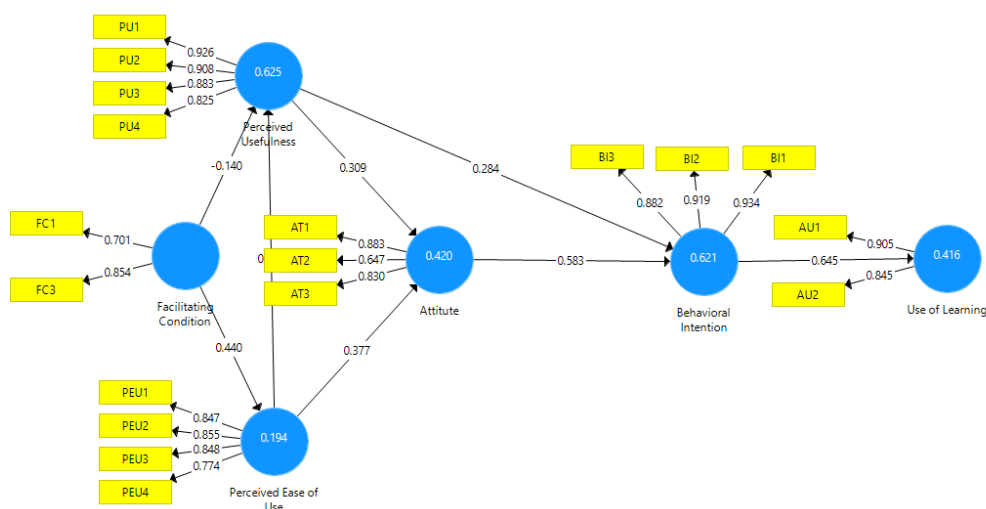 PU1
PU2
PU3
PU4
0.926
0.908
0.883
0.825
0.625
Perceived
Usefulness
-0.140
0.309
0.284
FC1
FC3
0.701
0.854
Facilitating
Condition
0.440
AT1
AT2
AT3
0.883
0.647
0.830
0.420
Attitute
0.377
0.583
BI3
BI2
BI1
0.882
0.919
0.934
0.621
Behavioral
Intention
0.645
AU1
AU2
0.905
0.845
0.416
Use of Learning
PEU1
PEU2
PEU3
PEU4
0.847
0.855
0.848
0.774
0.194
Perceived Ease of
Use